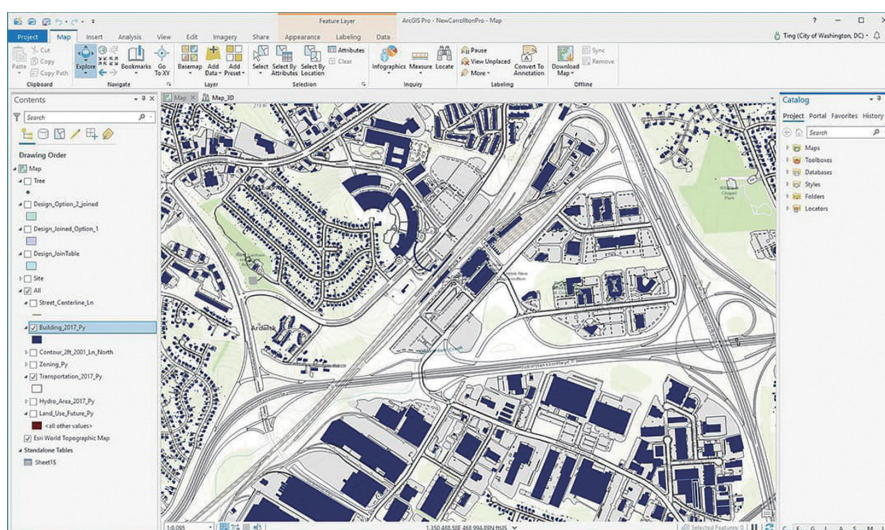 Feature Layer
ArcGIS Pro - NewCarrolltonPro - Map
? - □ ×
Project Map Insert Analysis View Edit Imagery Share Appearance Labeling Data
Ting (City of Washington, DC)
Paste
Cut
Copy
Copy Path
Explore
Bookmarks
Go To XY
Basemap
Add Data
Add Preset
Select
Select By Attributes
Select By Location
Attributes
Clear
Infographics
Measure
Locate
Pause
View Unplaced
More
Convert To Annotation
Download Map
Sync
Remove
Clipboard Navigate Layer Selection Inquiry Labeling Offline
Contents
Search
Drawing Order
Map
Tree
Design_Option_2_joined
Design_Joined_Option_1
Design_JoinTable
Site
All
Street_Centerline_Ln
Building_2017_Py
Contour_2ft_2001_Ln_North
Zoning_Py
Transportation_2017_Py
Hydro_Area_2017_Py
Land_Use_Future_Py
<all other values>
Esri World Topographic Map
Standalone Tables
Sheet1$
Map Map_3D
Ardwick
Catalog
Project Portal Favorites History
Search
Maps
Toolboxes
Databases
Styles
Folders
Locators
Selected Features: 0